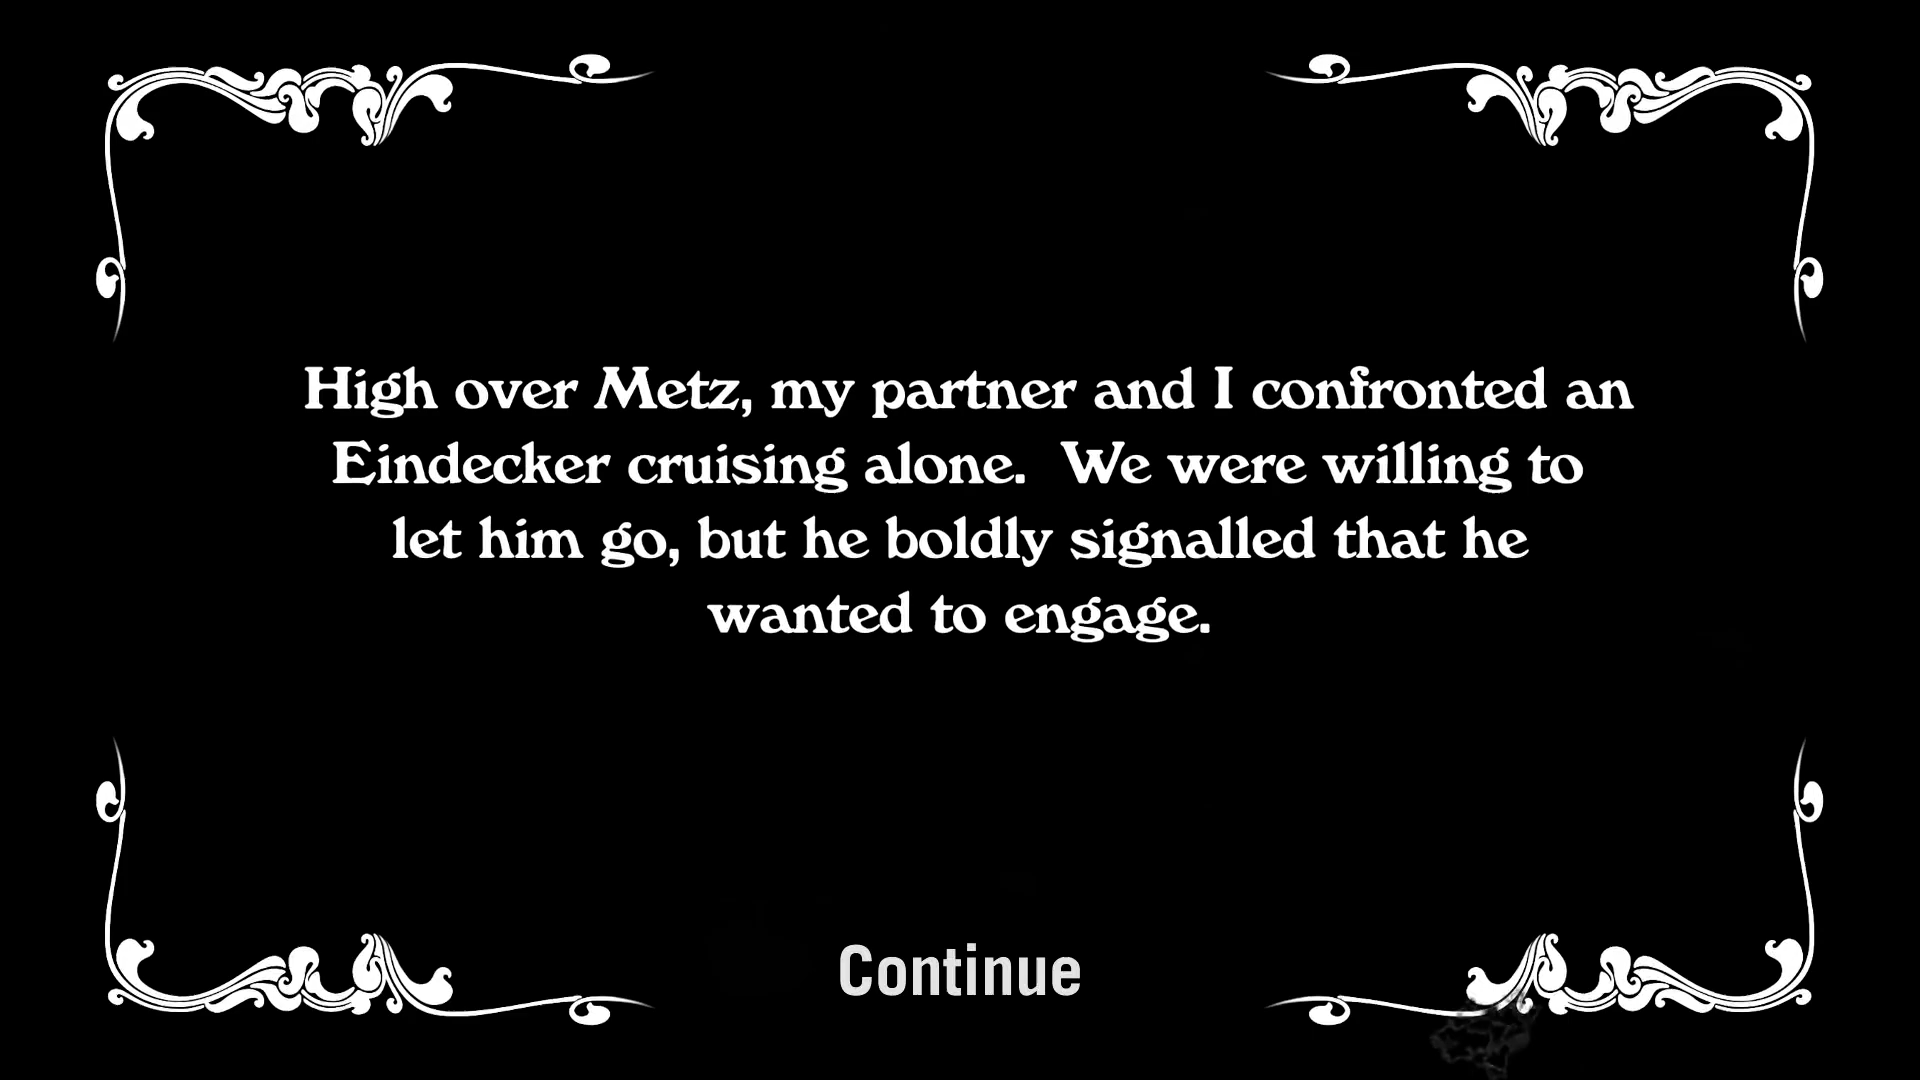 High over Metz, my partner and I confronted an
Eindecker cruising alone.  We were willing to
let him go, but he boldly signalled that he
wanted to engage.
Continue